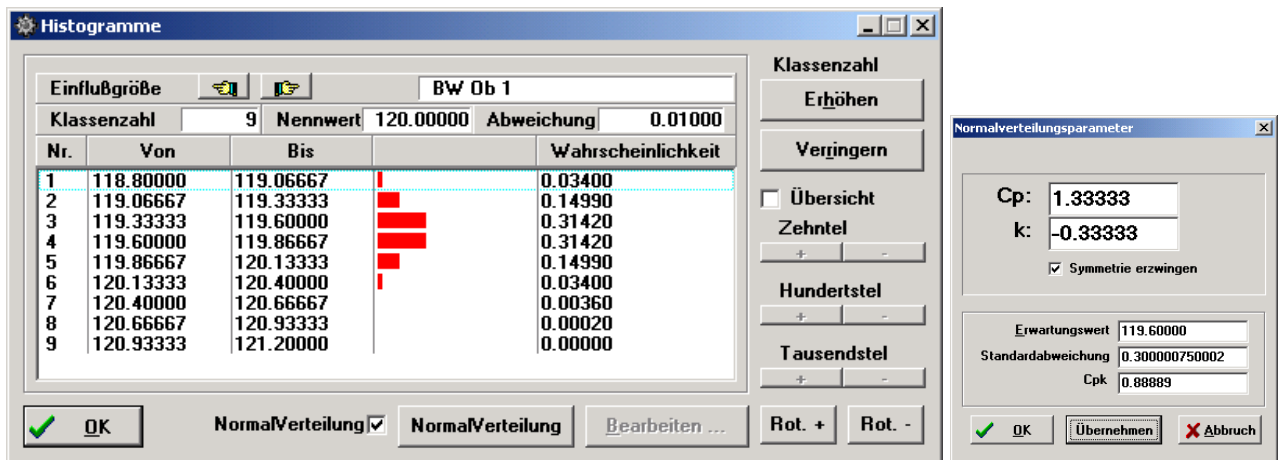 Histogramme
Einflußgröße BW Ob 1
Klassenzahl 9 Nennwert 120.00000 Abweichung 0.01000
Nr. Von Bis Wahrscheinlichkeit
1 118.80000 119.06667 0.03400
2 119.06667 119.33333 0.14990
3 119.33333 119.60000 0.31420
4 119.60000 119.86667 0.31420
5 119.86667 120.13333 0.14990
6 120.13333 120.40000 0.03400
7 120.40000 120.66667 0.00360
8 120.66667 120.93333 0.00020
9 120.93333 121.20000 0.00000
OK NormalVerteilung NormalVerteilung Bearbeiten ...
Klassenzahl
Erhöhen
Verringern
Übersicht
Zehntel
+ -
Hundertstel
+ -
Tausendstel
+ -
Rot. + Rot. -
Normalverteilungsparameter
Cp: 1.33333
k: -0.33333
Symmetrie erzwingen
Erwartungswert 119.60000
Standardabweichung 0.300000750002
Cpk 0.88889
OK Übernehmen Abbruch